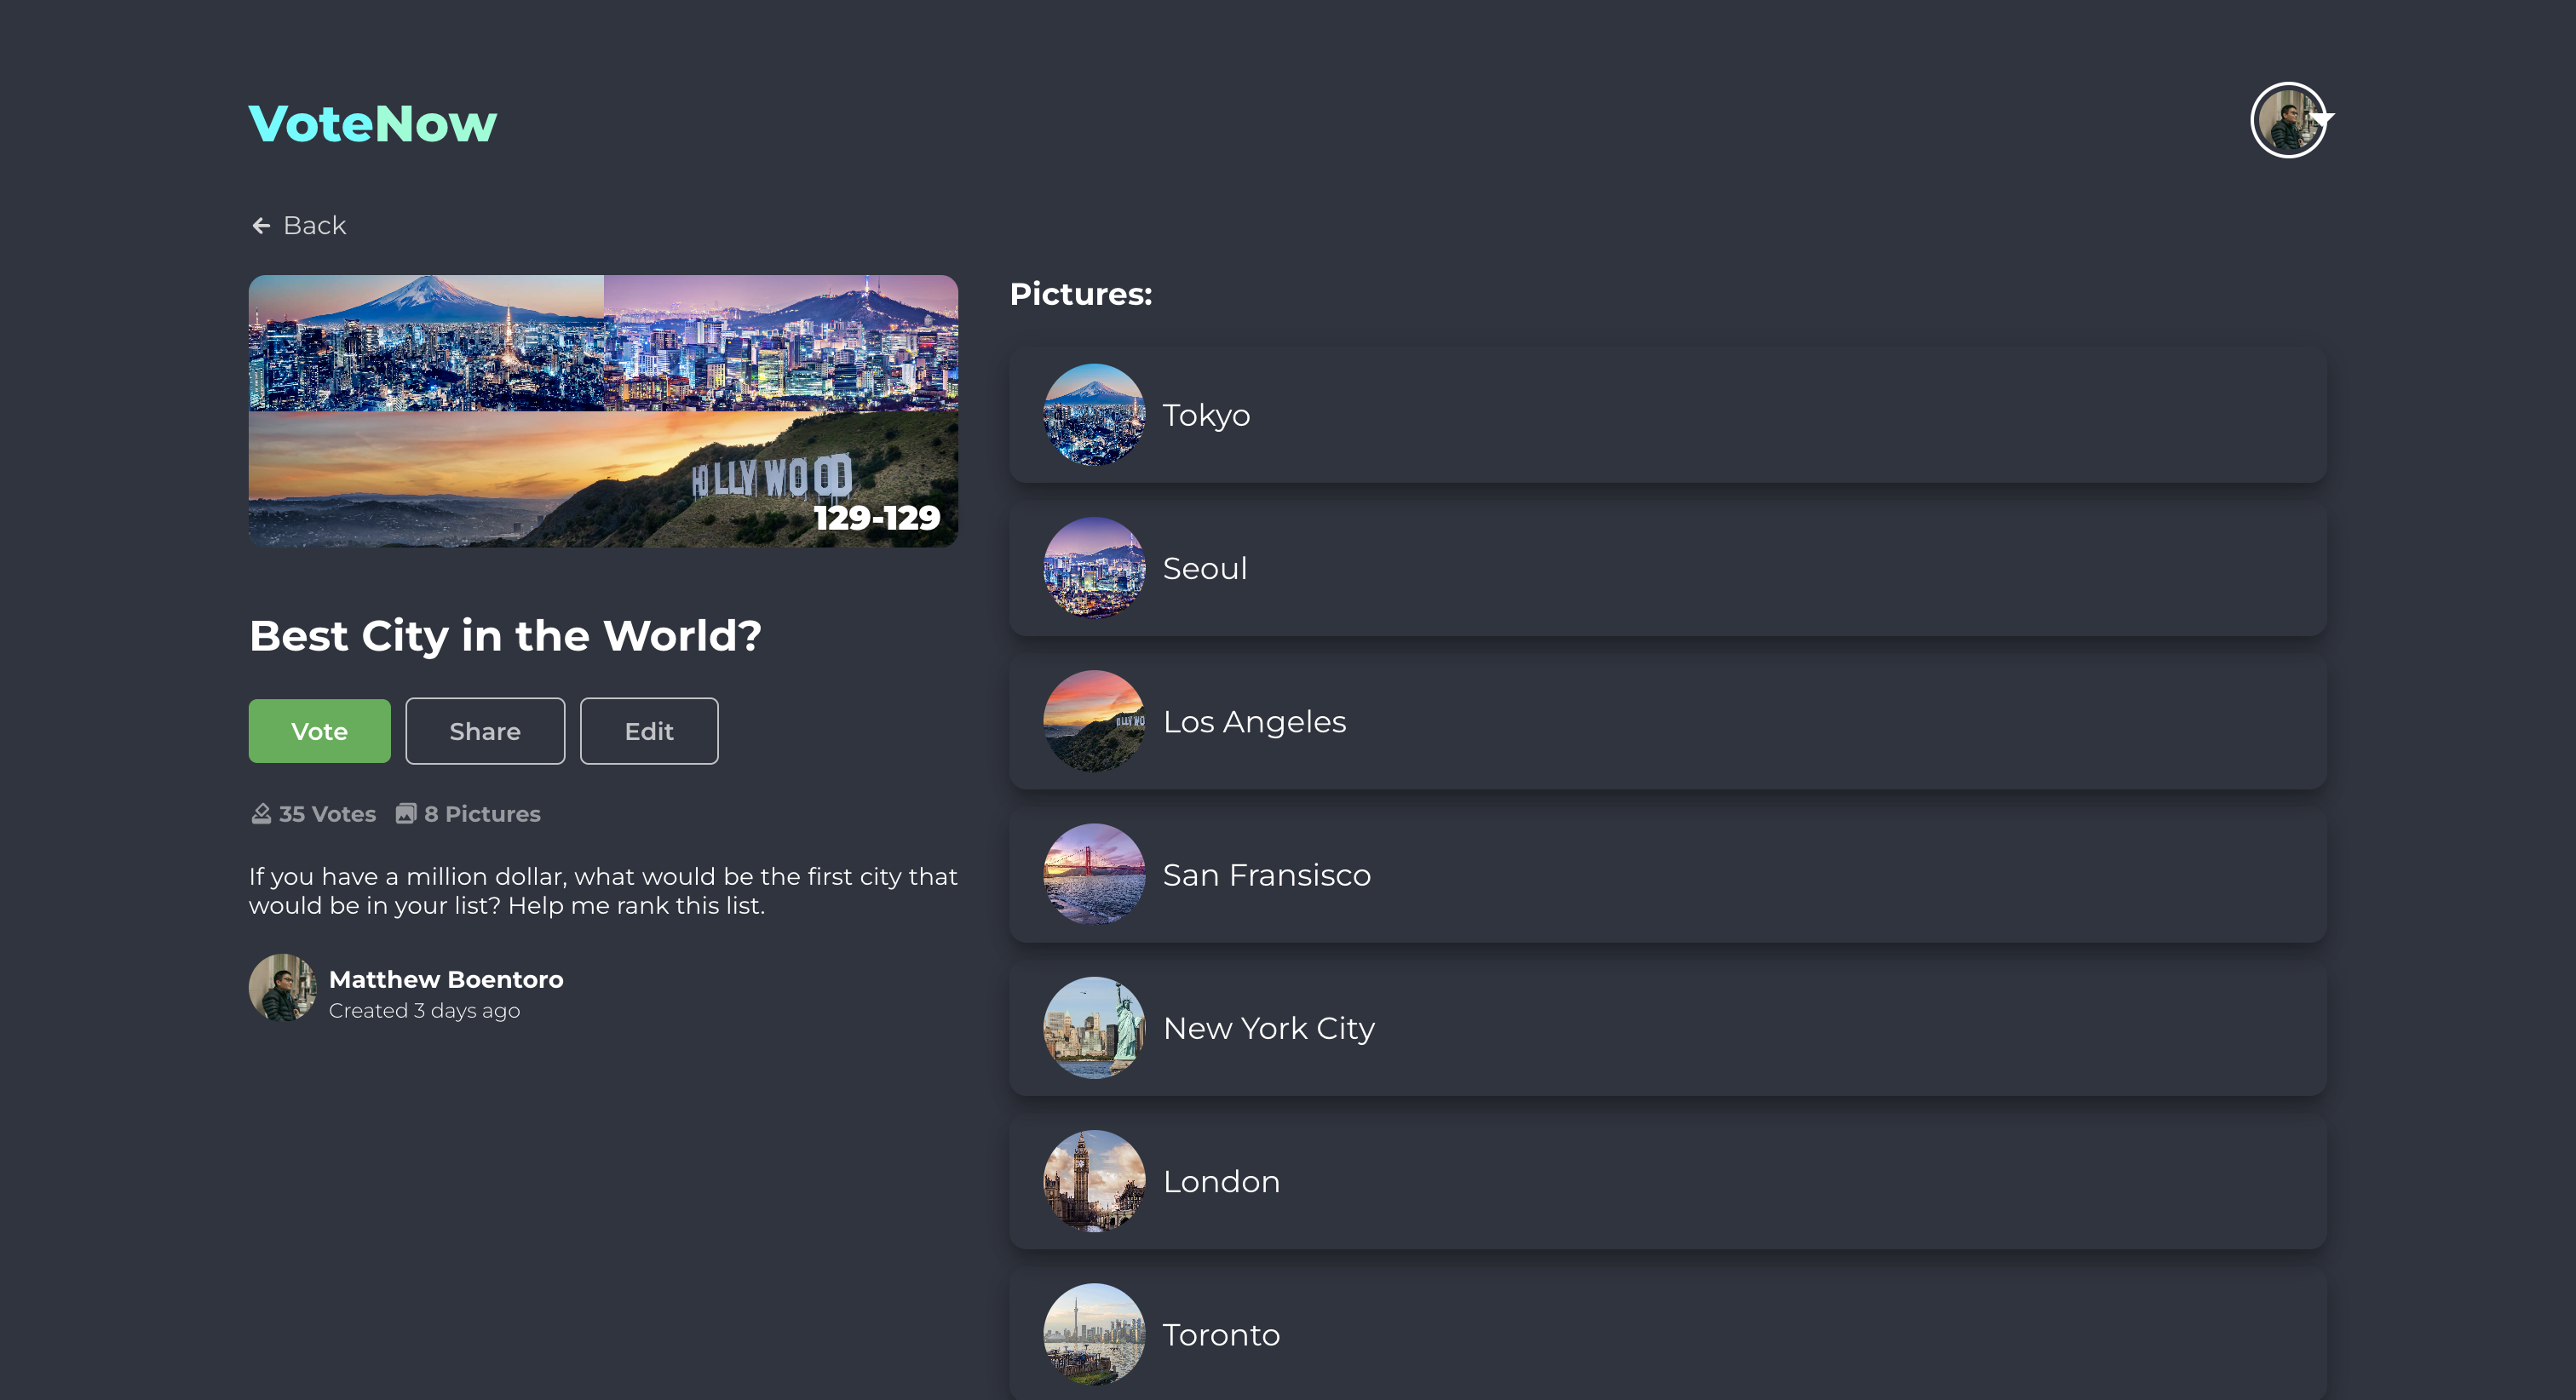 VoteNow
Back
HOLLYWOOD
129-129
Best City in the World?
Vote
Share
Edit
35 Votes
8 Pictures
If you have a million dollar, what would be the first city that
would be in your list? Help me rank this list.
Matthew Boentoro
Created 3 days ago
Pictures:
Tokyo
Seoul
Los Angeles
San Fransisco
New York City
London
Toronto